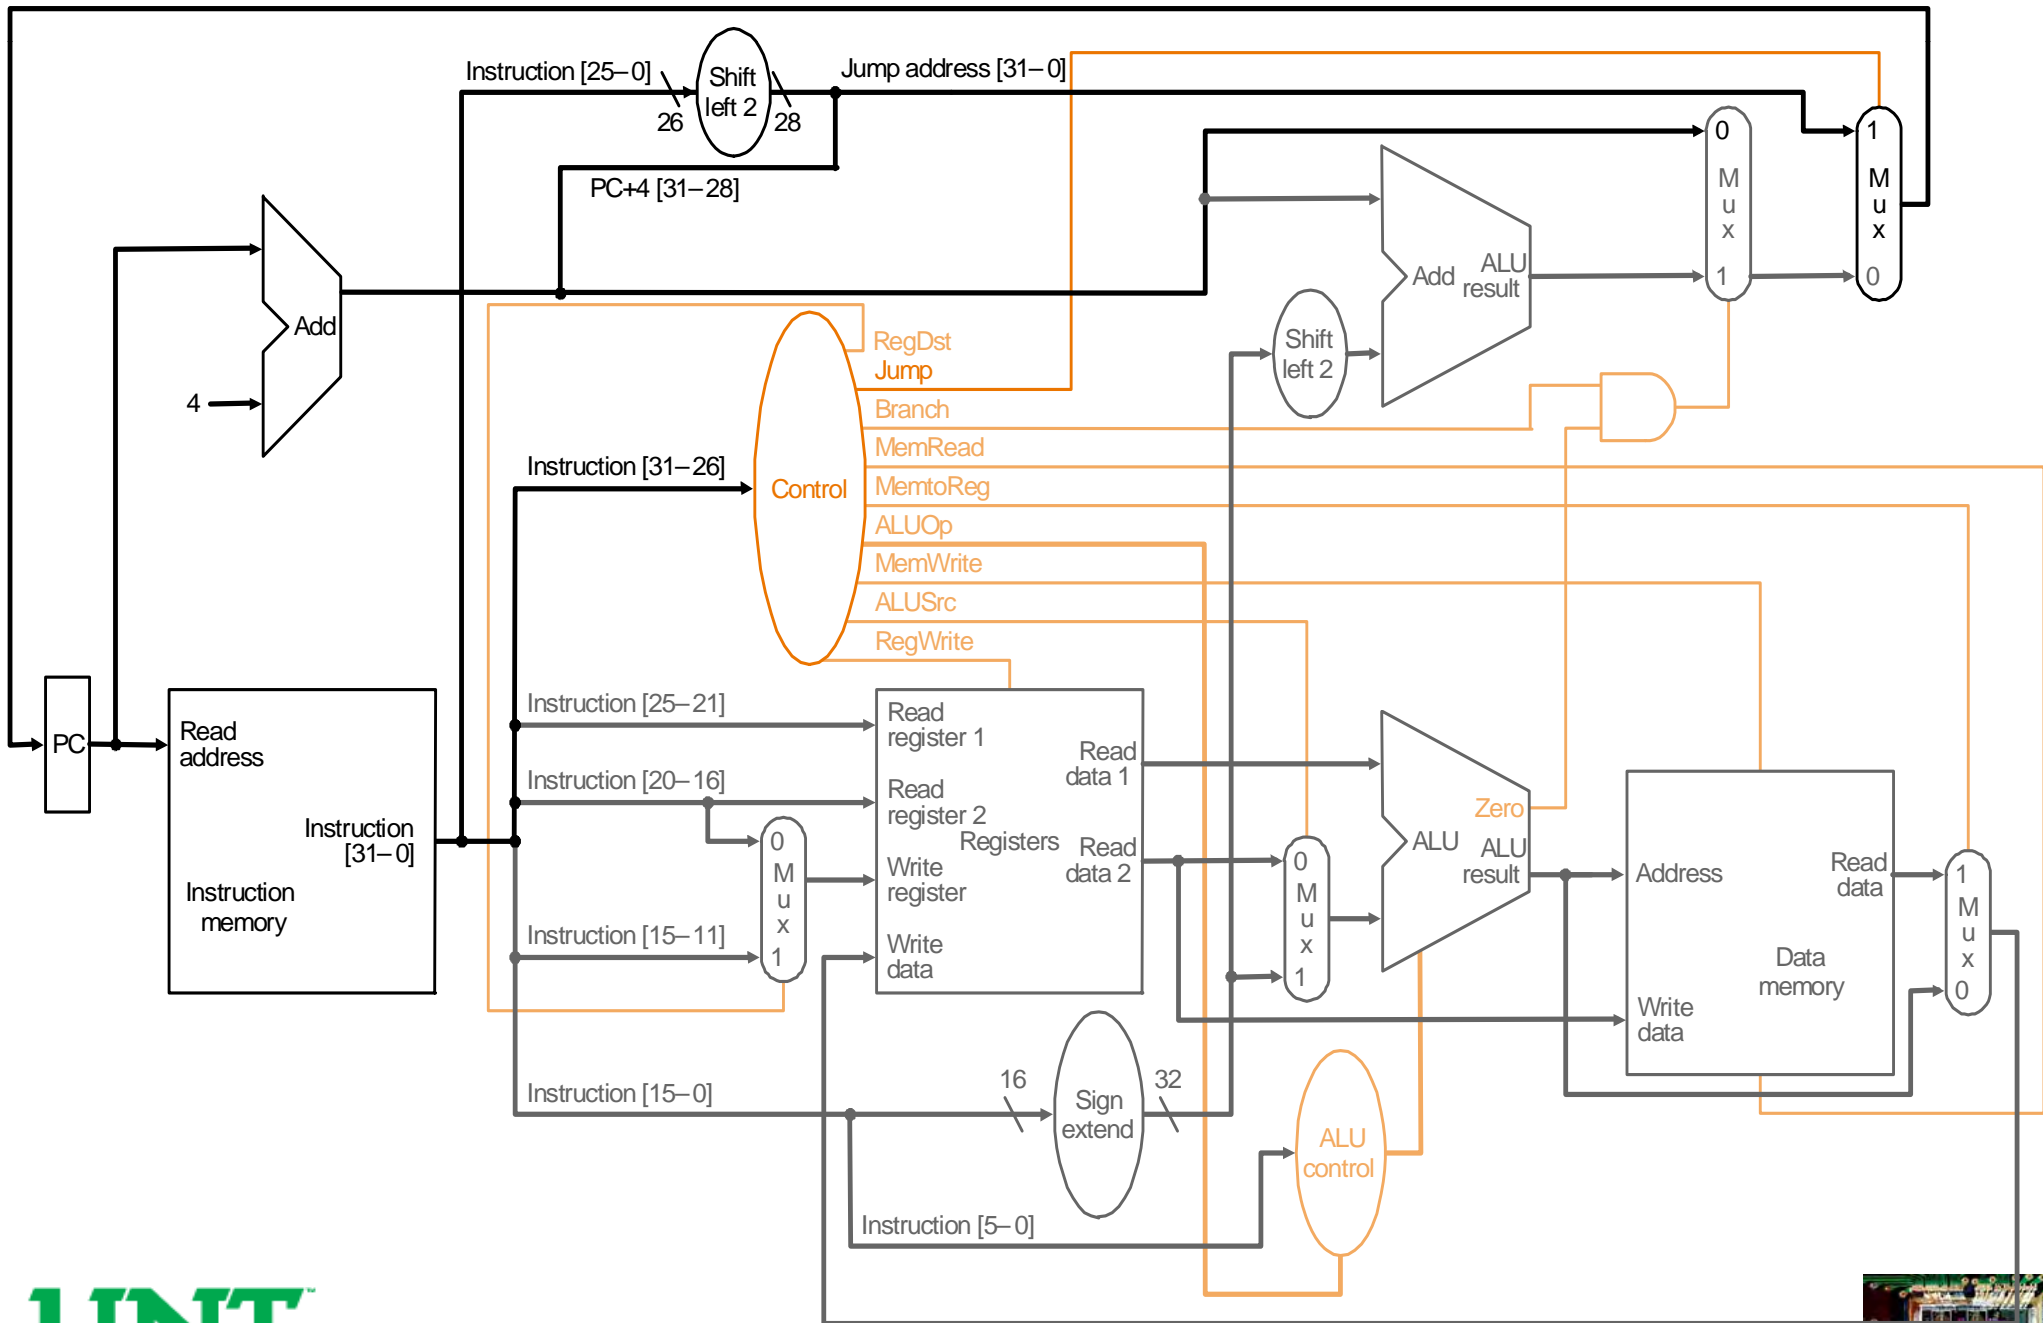 Instruction [25–0]
26
Shift
left 2
28
Jump address [31–0]
PC+4 [31–28]
0
M
u
x
1
1
M
u
x
0
Add
ALU
result
Add
4
Shift
left 2
RegDst
Jump
Branch
MemRead
MemtoReg
ALUOp
MemWrite
ALUSrc
RegWrite
Control
Instruction [31–26]
PC
Read
address
Instruction
[31–0]
Instruction
memory
Instruction [25–21]
Instruction [20–16]
0
M
u
x
1
Instruction [15–11]
Read
register 1
Read
register 2
Write
register
Write
data
Registers
Read
data 1
Read
data 2
0
M
u
x
1
Zero
ALU
ALU
result
Address
Write
data
Read
data
Data
memory
1
M
u
x
0
Instruction [15–0]
16
Sign
extend
32
ALU
control
Instruction [5–0]
UNT